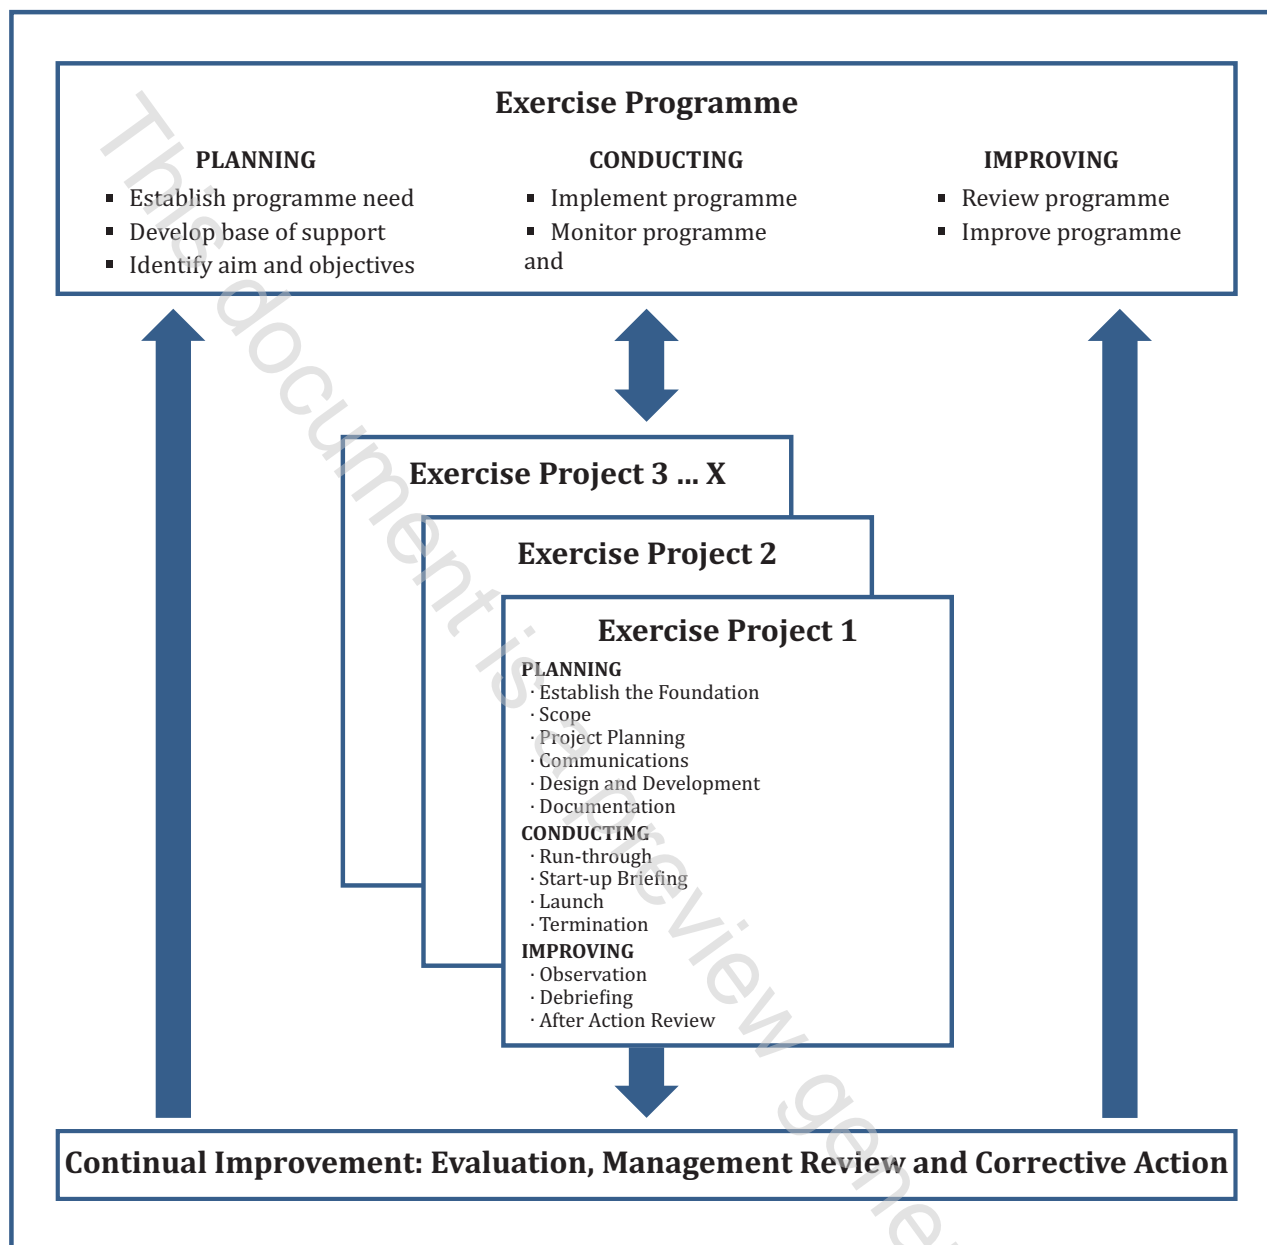 Exercise Programme
PLANNING
▪ Establish programme need
▪ Develop base of support
▪ Identify aim and objectives
CONDUCTING
▪ Implement programme
▪ Monitor programme
and
IMPROVING
▪ Review programme
▪ Improve programme
Exercise Project 3 ... X
Exercise Project 2
Exercise Project 1
PLANNING
· Establish the Foundation
· Scope
· Project Planning
· Communications
· Design and Development
· Documentation
CONDUCTING
· Run-through
· Start-up Briefing
· Launch
· Termination
IMPROVING
· Observation
· Debriefing
· After Action Review
Continual Improvement: Evaluation, Management Review and Corrective Action
This document is a preview gene